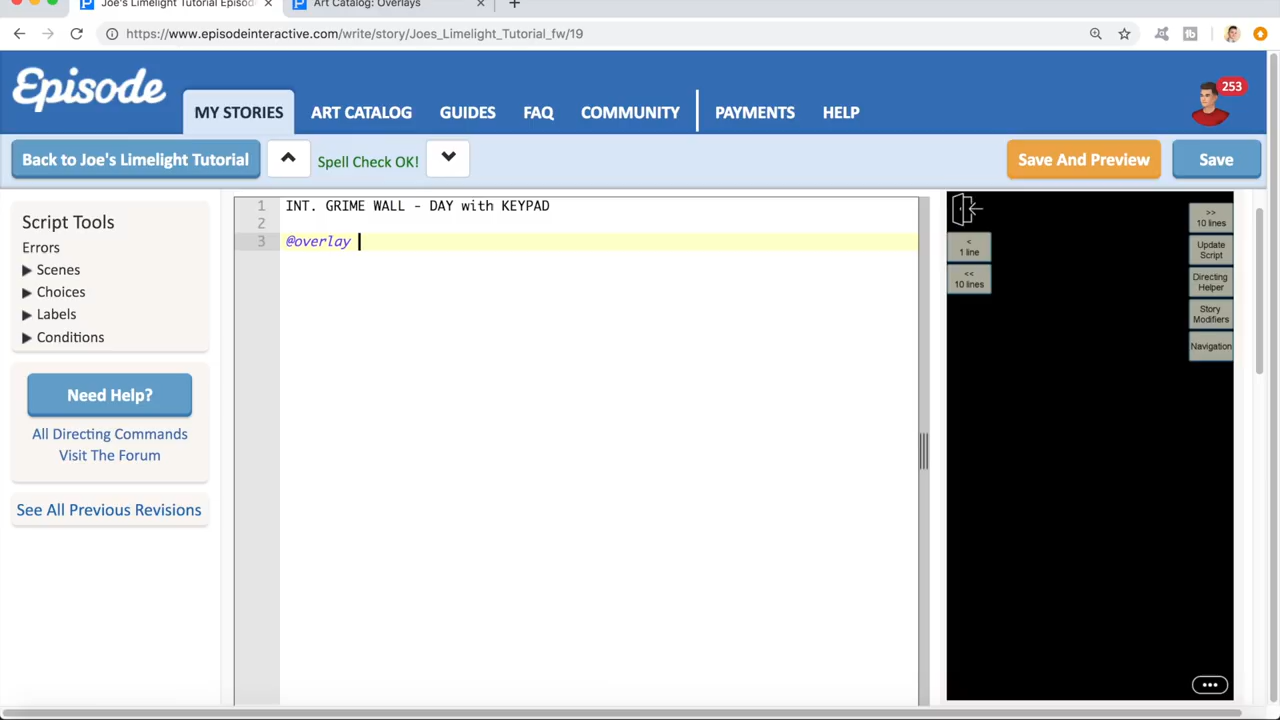 Joe's Limelight Tutorial Episod
Art Catalog: Overlays
https://www.episodeinteractive.com/write/story/Joes_Limelight_Tutorial_fw/19
Episode
MY STORIES
ART CATALOG
GUIDES
FAQ
COMMUNITY
PAYMENTS
HELP
253
Back to Joe's Limelight Tutorial
Spell Check OK!
Save And Preview
Save
Script Tools
Errors
Scenes
Choices
Labels
Conditions
Need Help?
All Directing Commands
Visit The Forum
See All Previous Revisions
1 INT. GRIME WALL - DAY with KEYPAD
2
3 @overlay
<
1 line
<<
10 lines
>>
10 lines
Update
Script
Directing
Helper
Story
Modifiers
Navigation